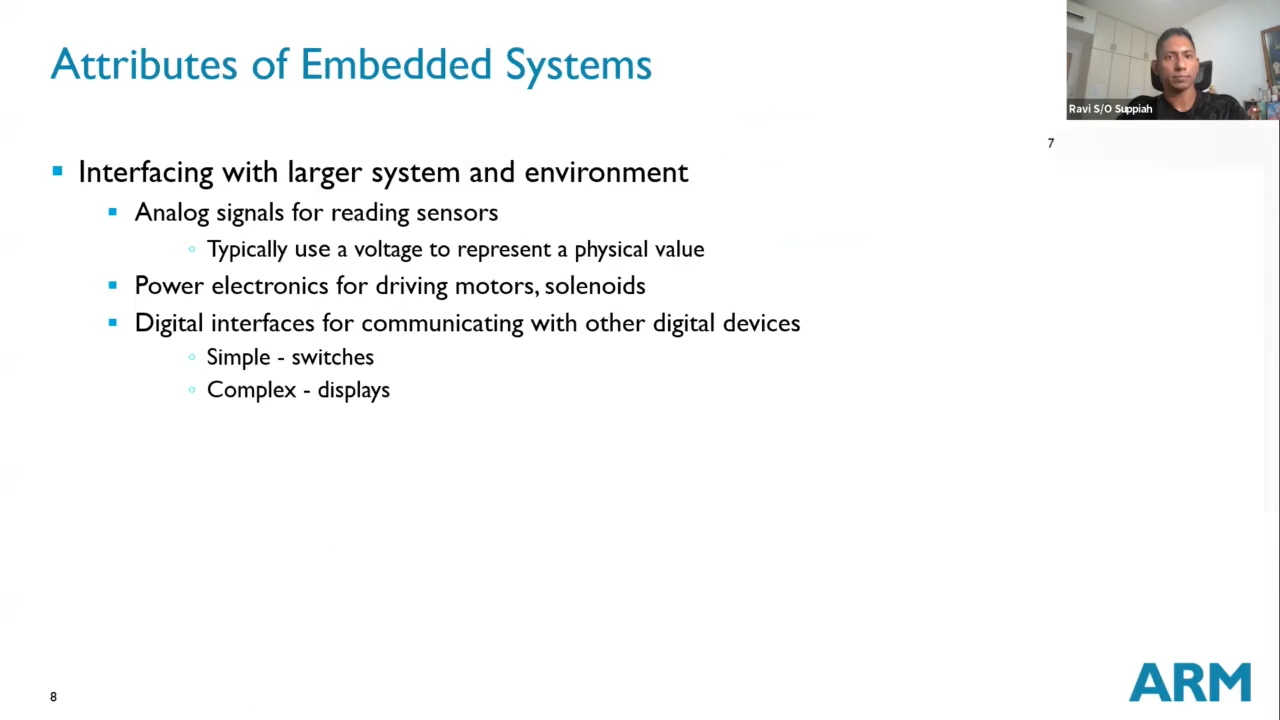 Attributes of Embedded Systems
Ravi S/O Suppiah
7
Interfacing with larger system and environment
Analog signals for reading sensors
Typically use a voltage to represent a physical value
Power electronics for driving motors, solenoids
Digital interfaces for communicating with other digital devices
Simple - switches
Complex - displays
8
ARM